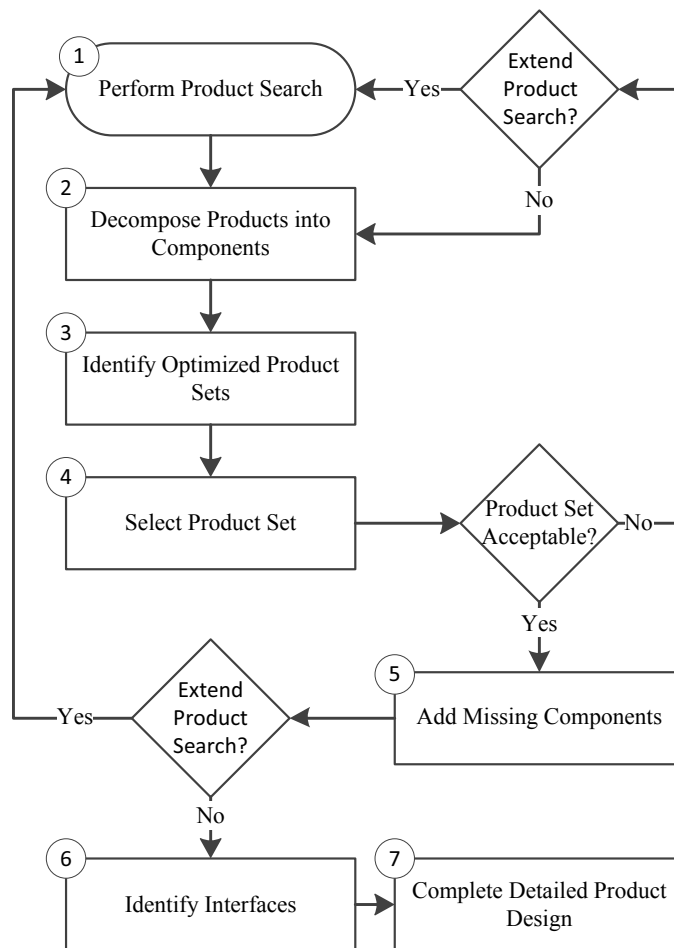 1
Perform Product Search
Yes
Extend
Product
Search?
No
2
Decompose Products into
Components
3
Identify Optimized Product
Sets
4
Select Product Set
Product Set
Acceptable?
No
Yes
5
Add Missing Components
Extend
Product
Search?
Yes
No
6
Identify Interfaces
7
Complete Detailed Product
Design